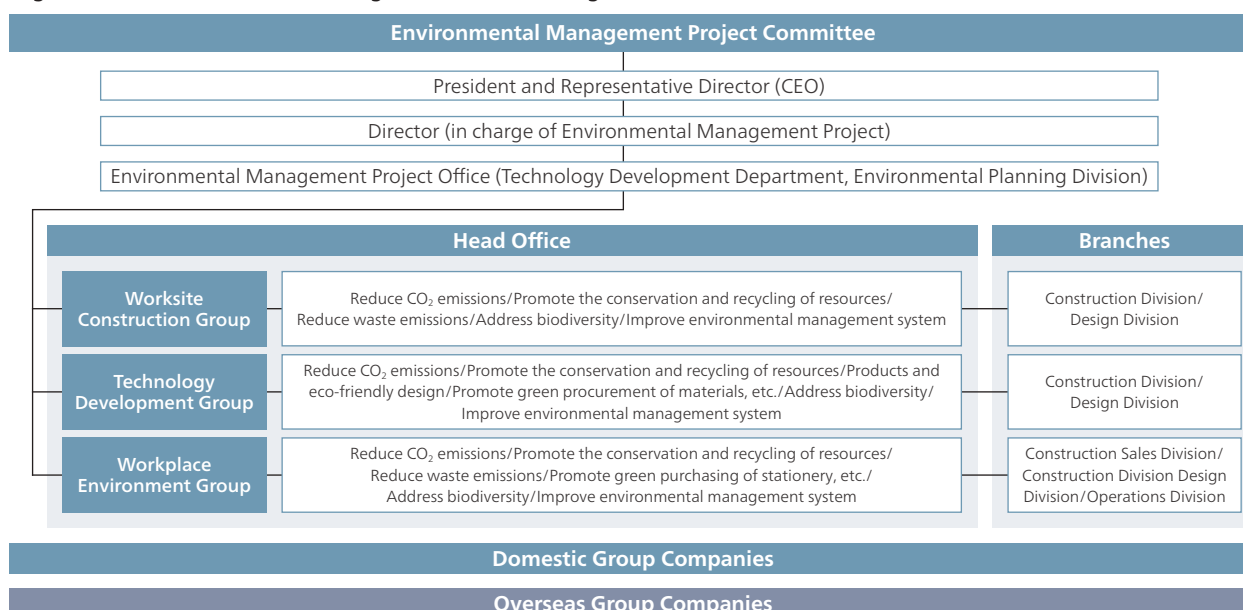 Environmental Management Project Committee
President and Representative Director (CEO)
Director (in charge of Environmental Management Project)
Environmental Management Project Office (Technology Development Department, Environmental Planning Division)
Head Office
Branches
Worksite
Construction Group
Reduce CO₂ emissions/Promote the conservation and recycling of resources/
Reduce waste emissions/Address biodiversity/Improve environmental management system
Construction Division/
Design Division
Technology
Development Group
Reduce CO₂ emissions/Promote the conservation and recycling of resources/Products and
eco-friendly design/Promote green procurement of materials, etc./Address biodiversity/
Improve environmental management system
Construction Division/
Design Division
Workplace
Environment Group
Reduce CO₂ emissions/Promote the conservation and recycling of resources/
Reduce waste emissions/Promote green purchasing of stationery, etc./
Address biodiversity/Improve environmental management system
Construction Sales Division/
Construction Division Design
Division/Operations Division
Domestic Group Companies
Overseas Group Companies